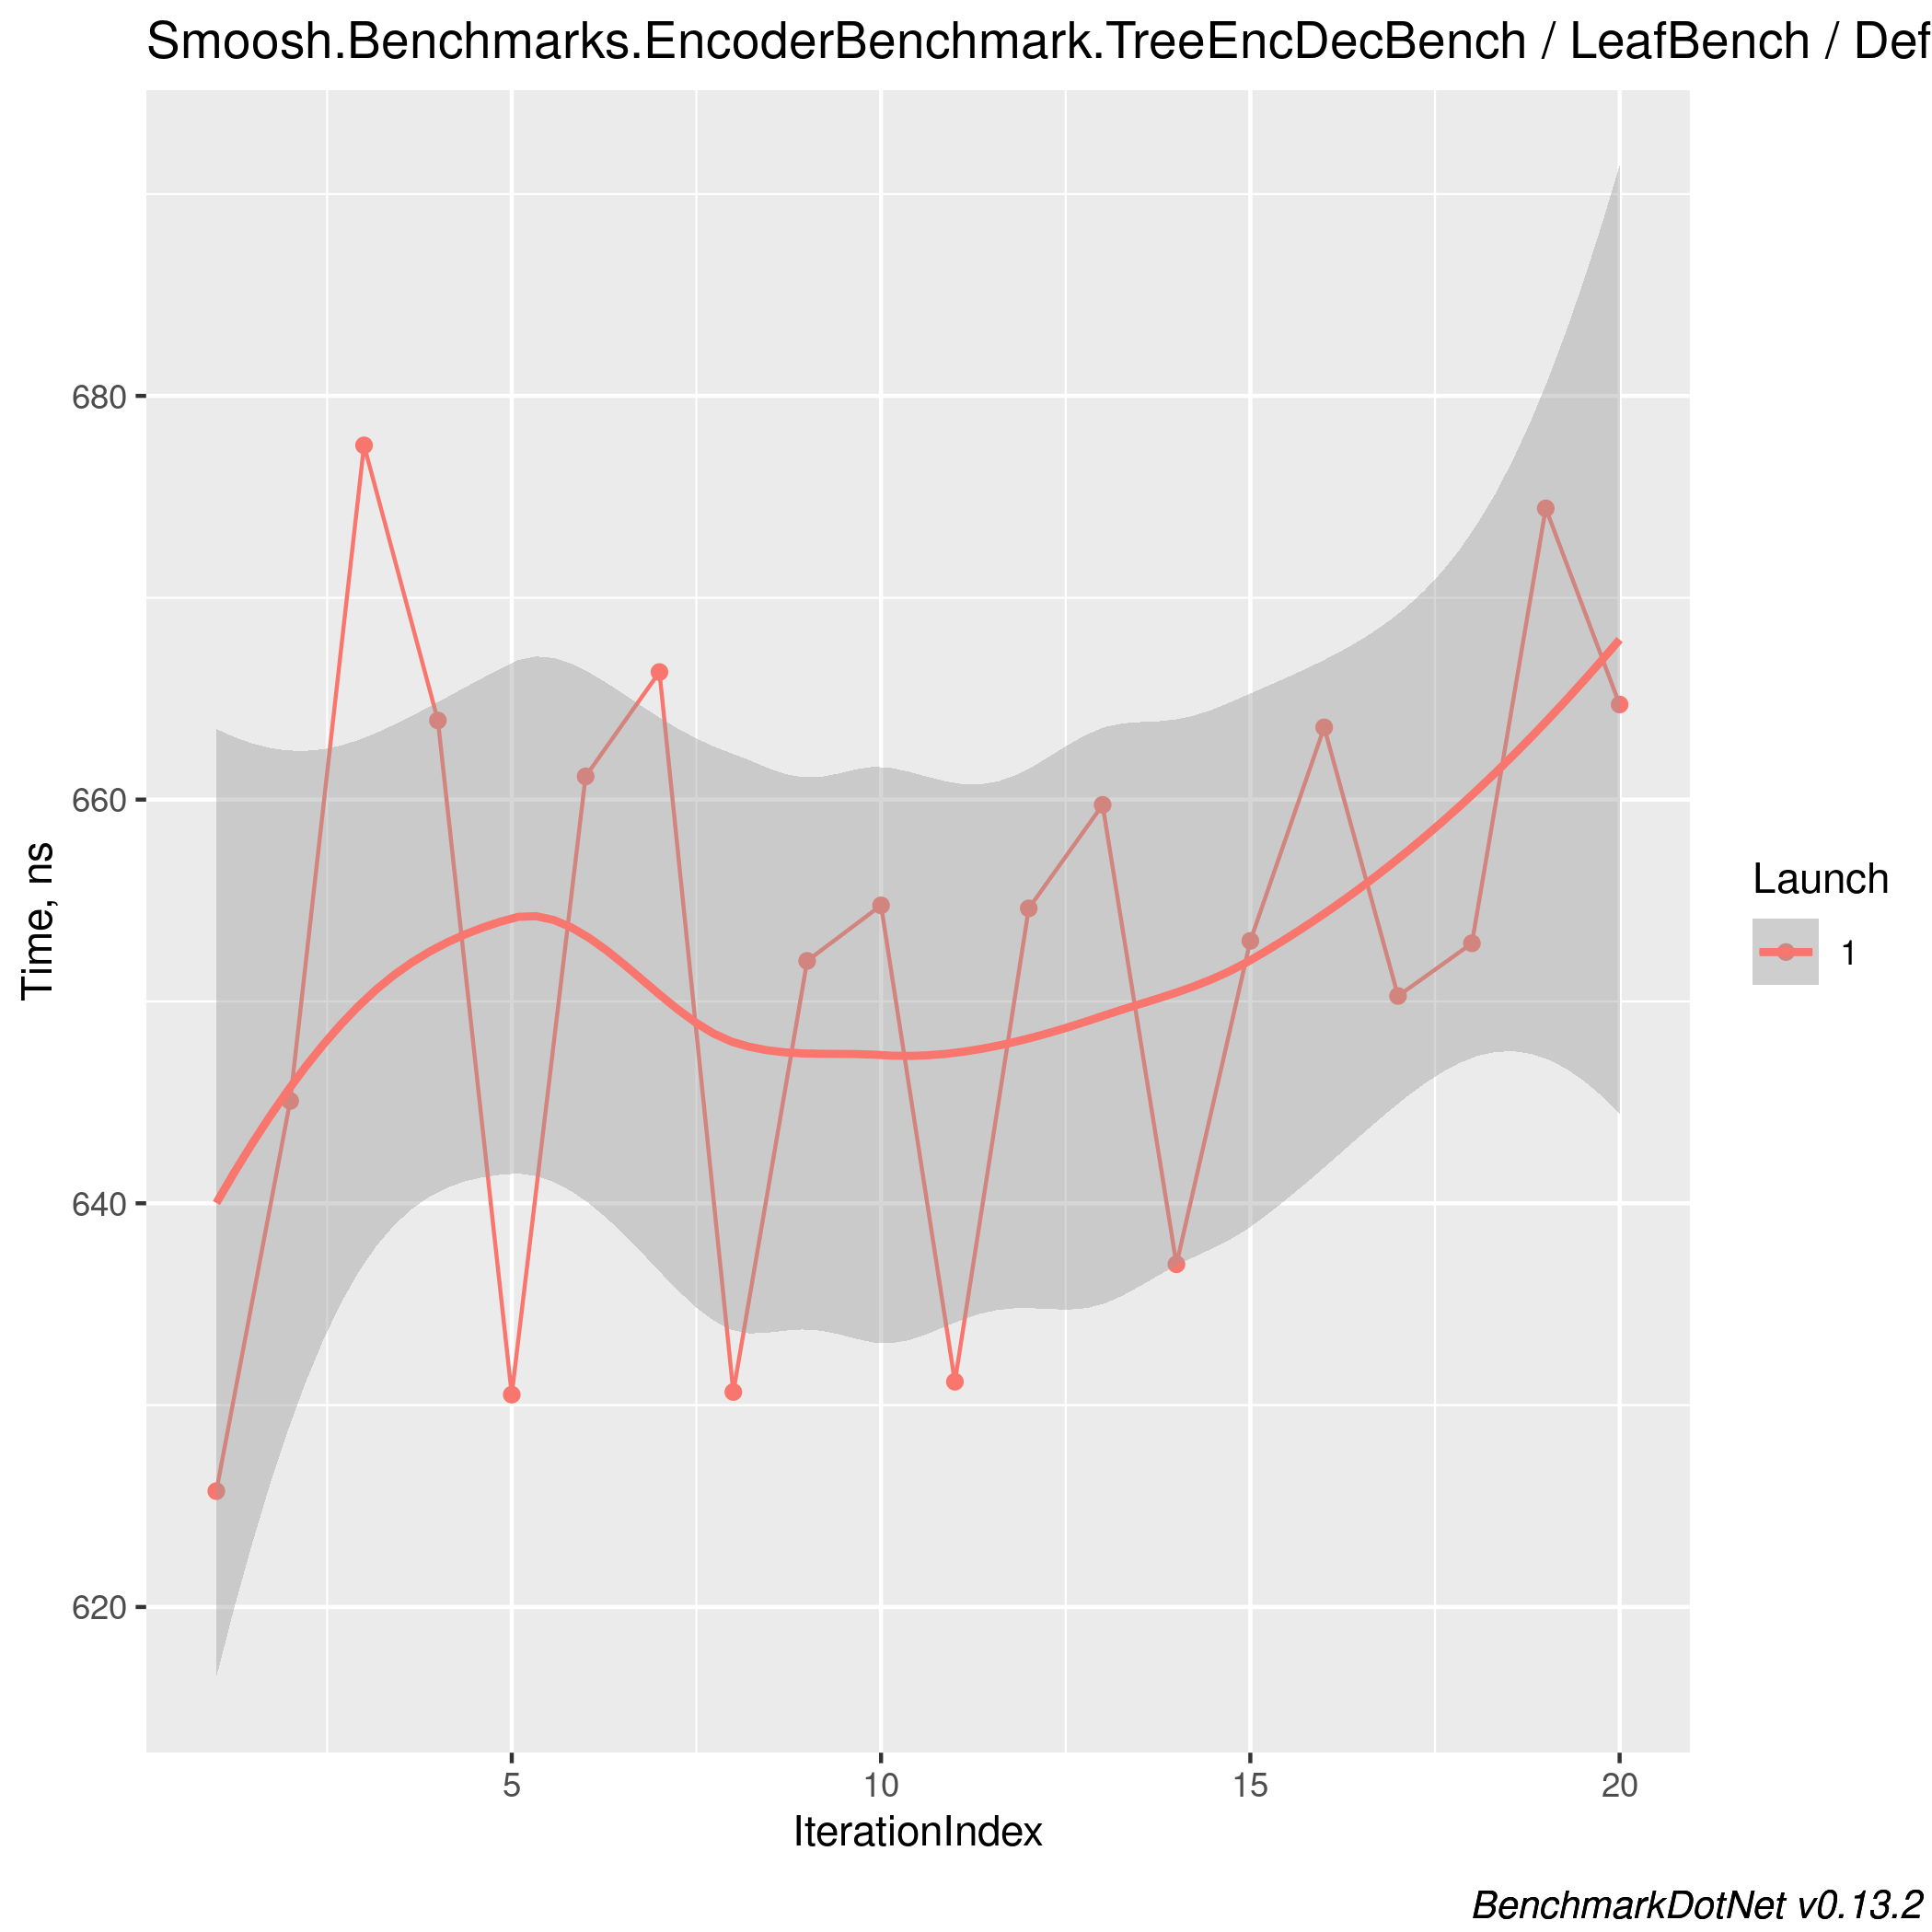 Smoosh.Benchmarks.EncoderBenchmark.TreeEncDecBench / LeafBench / Def
680
660
640
620
Time, ns
5 10 15 20
IterationIndex
Launch
1
BenchmarkDotNet v0.13.2